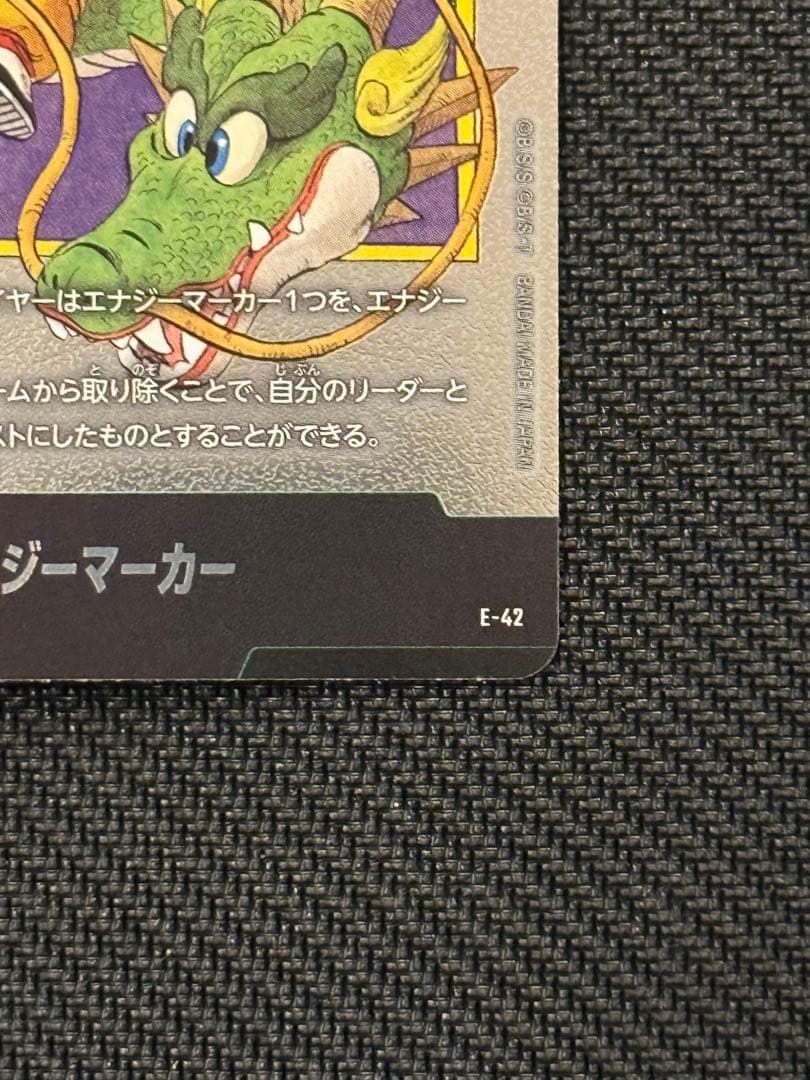 イヤーはエナジーマーカー1つを、エナジー
ームから取り除くことで、自分のリーダーと
ストにしたものとすることができる。
ジーマーカー
E-42
©B/S/S ©B/S・T BANDAI MADE IN JAPAN